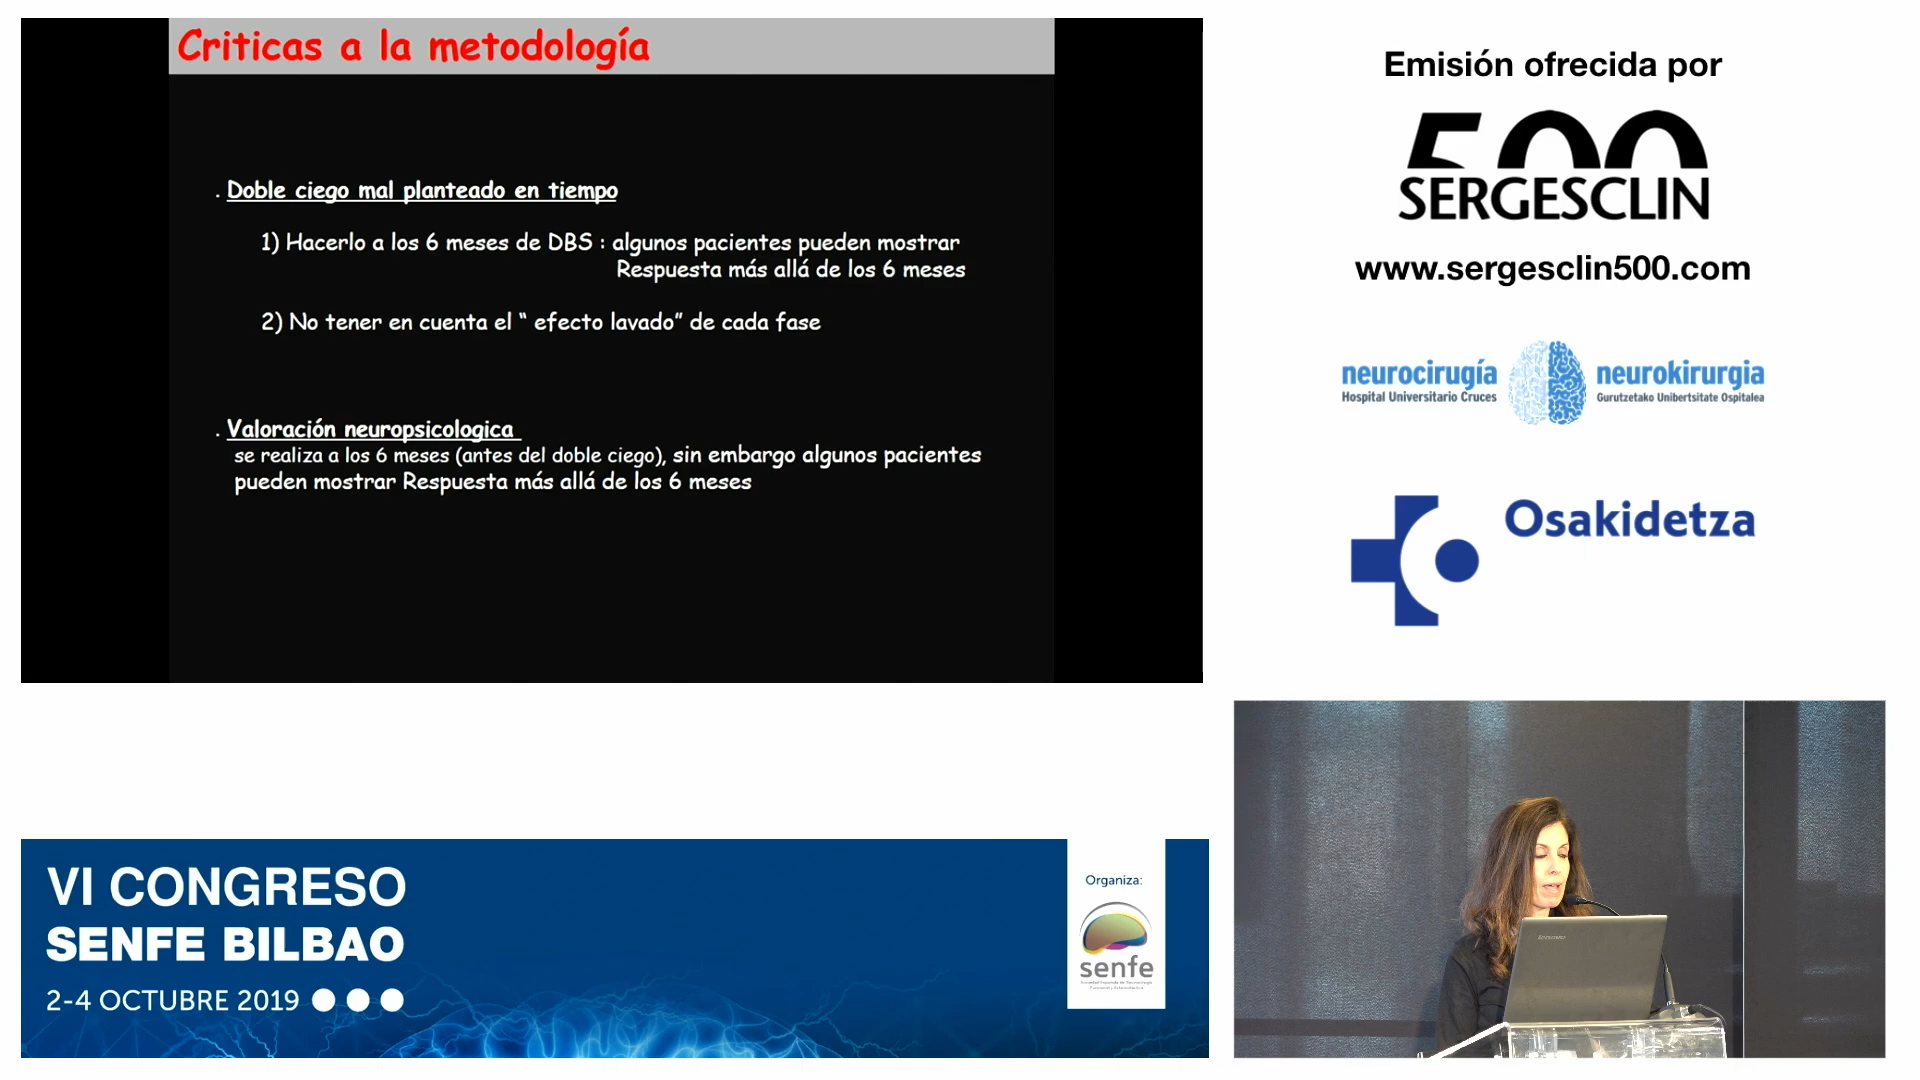 Criticas a la metodología
. Doble ciego mal planteado en tiempo
1) Hacerlo a los 6 meses de DBS : algunos pacientes pueden mostrar
Respuesta más allá de los 6 meses
2) No tener en cuenta el “ efecto lavado” de cada fase
. Valoración neuropsicologica
se realiza a los 6 meses (antes del doble ciego), sin embargo algunos pacientes
pueden mostrar Respuesta más allá de los 6 meses
Emisión ofrecida por
500
SERGESCLIN
www.sergesclin500.com
neurocirugía
Hospital Universitario Cruces
neurokirurgia
Gurutzetako Unibertsitate Ospitalea
Osakidetza
VI CONGRESO
SENFE BILBAO
2-4 OCTUBRE 2019
Organiza:
senfe
lenovo